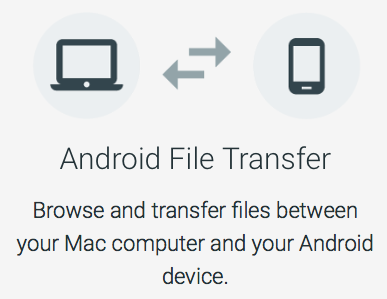 Android File Transfer
Browse and transfer files between
your Mac computer and your Android
device.